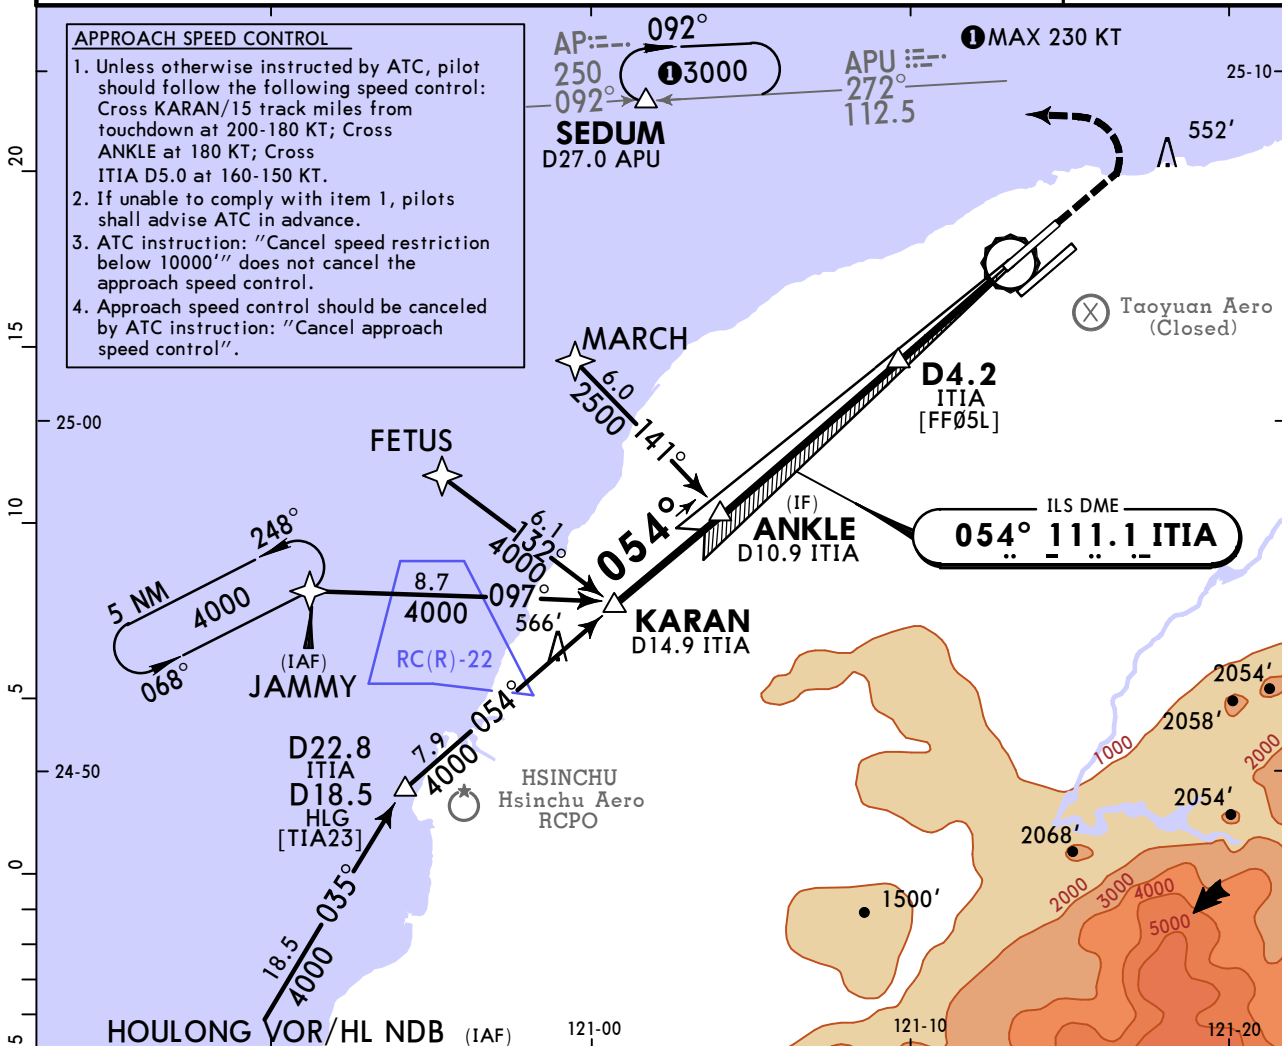 APPROACH SPEED CONTROL
1. Unless otherwise instructed by ATC, pilot
should follow the following speed control:
Cross KARAN/15 track miles from
touchdown at 200-180 KT; Cross
ANKLE at 180 KT; Cross
ITIA D5.0 at 160-150 KT.
2. If unable to comply with item 1, pilots
shall advise ATC in advance.
3. ATC instruction: "Cancel speed restriction
below 10000'" does not cancel the
approach speed control.
4. Approach speed control should be canceled
by ATC instruction: "Cancel approach
speed control".
AP
250
092°
092°
❶3000
SEDUM
D27.0 APU
APU
272°
112.5
❶MAX 230 KT
25-10
552'
20
15
10
5
0
5
25-00
24-50
Taoyuan Aero
(Closed)
MARCH
6.0
2500
141°
D4.2
ITIA
[FFØ5L]
FETUS
6.1
132°
4000
054°
(IF)
ANKLE
D10.9 ITIA
ILS DME
054° 111.1 ITIA
248°
5 NM
4000
068°
(IAF)
JAMMY
8.7
4000
097°
566'
RC(R)-22
KARAN
D14.9 ITIA
054°
7.9
4000
D22.8
ITIA
D18.5
HLG
[TIA23]
HSINCHU
Hsinchu Aero
RCPO
035°
18.5
4000
HOULONG VOR/HL NDB (IAF)
121-00
121-10
121-20
2054'
2058'
1000
2000
2054'
2068'
2000
3000
4000
5000
1500'